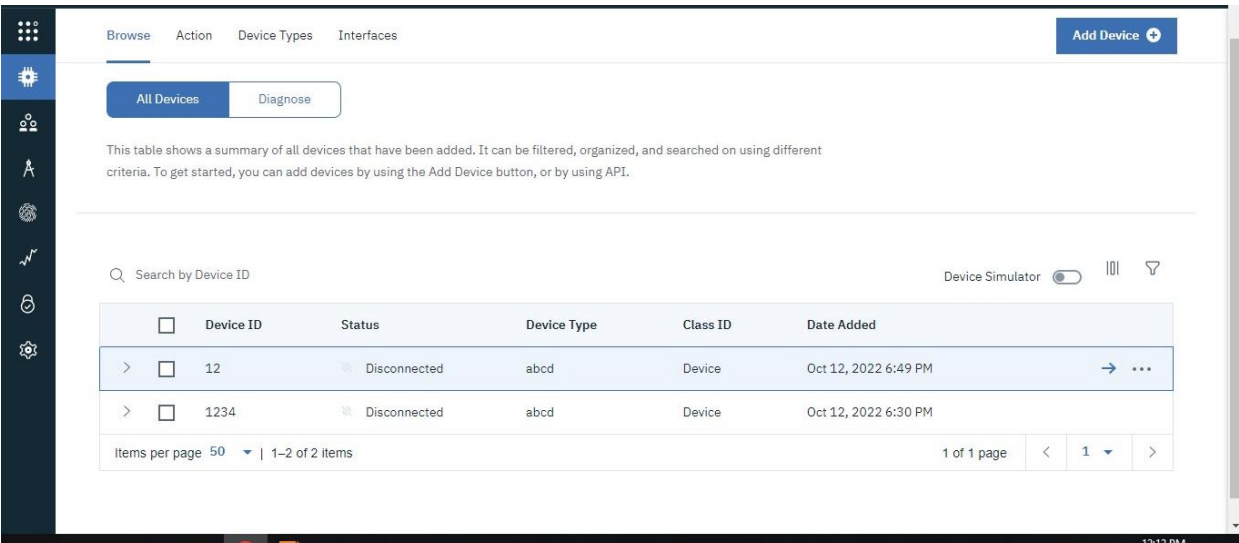 Browse Action Device Types Interfaces Add Device
All Devices Diagnose
This table shows a summary of all devices that have been added. It can be filtered, organized, and searched on using different
criteria. To get started, you can add devices by using the Add Device button, or by using API.
Search by Device ID Device Simulator
Device ID Status Device Type Class ID Date Added
12 Disconnected abcd Device Oct 12, 2022 6:49 PM
1234 Disconnected abcd Device Oct 12, 2022 6:30 PM
Items per page 50 | 1–2 of 2 items 1 of 1 page 1